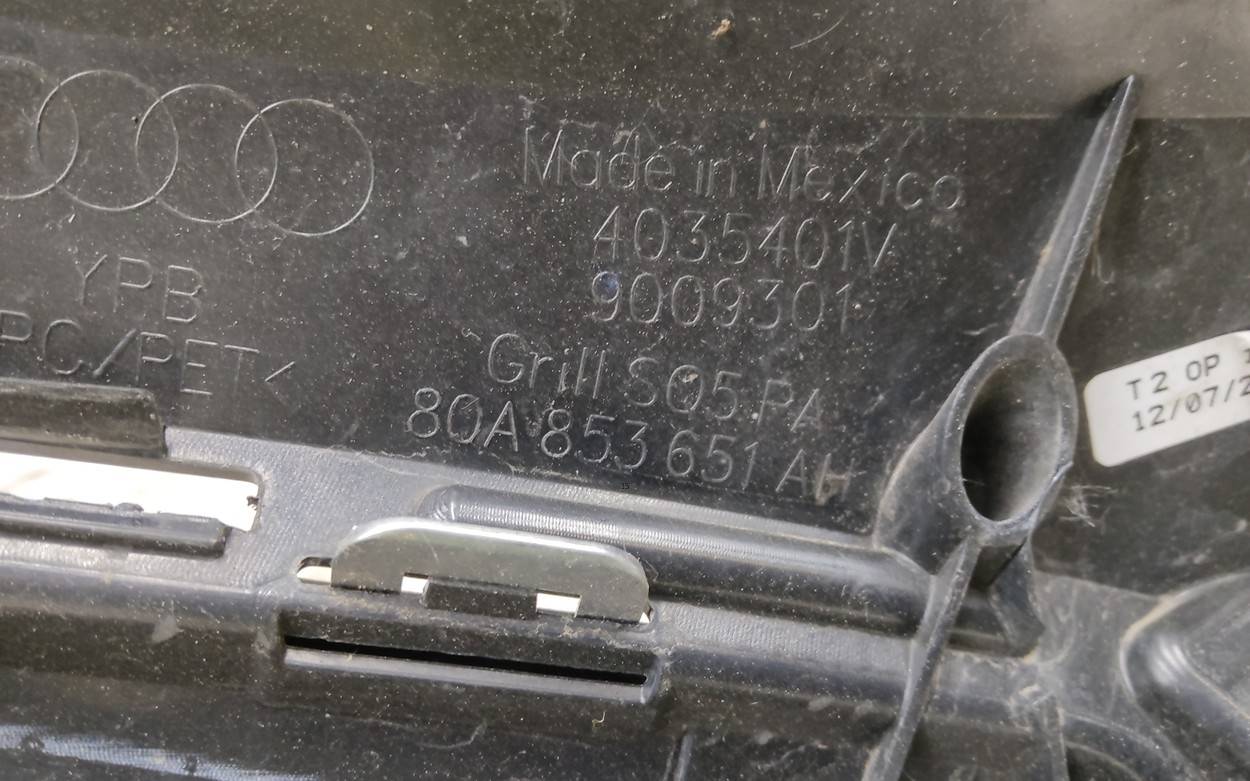 Made in Mexico
4035401V
9009301
YPB
PC/PET<
Grill SQ5 PA
80A 853 651 AH
T2 OP
12/07/2